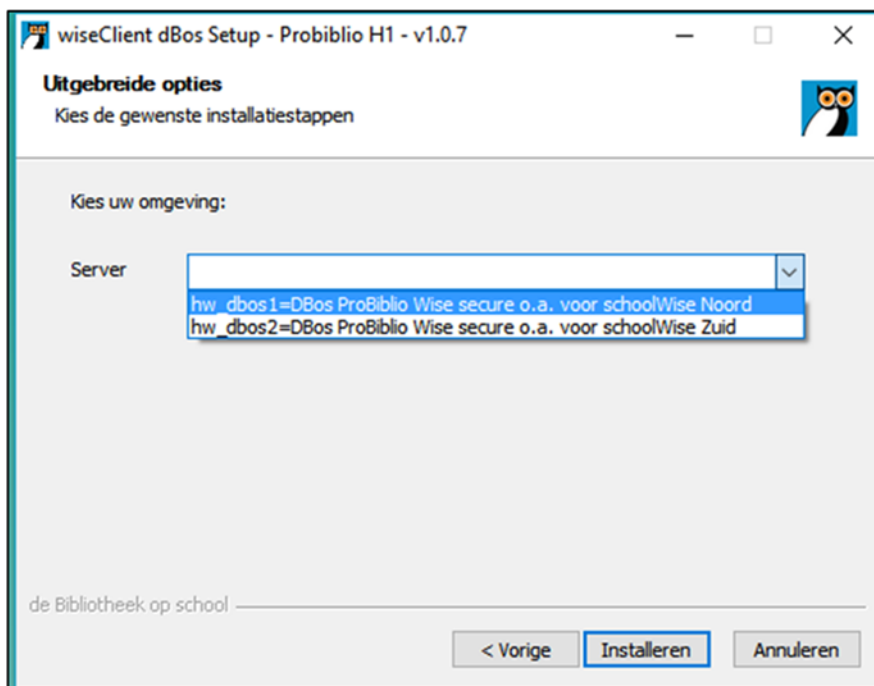 wiseClient dBos Setup - Probiblio H1 - v1.0.7
Uitgebreide opties
Kies de gewenste installatiestappen
Kies uw omgeving:
Server
hw_dbos1=DBos ProBiblio Wise secure o.a. voor schoolWise Noord
hw_dbos2=DBos ProBiblio Wise secure o.a. voor schoolWise Zuid
de Bibliotheek op school
< Vorige Installeren Annuleren